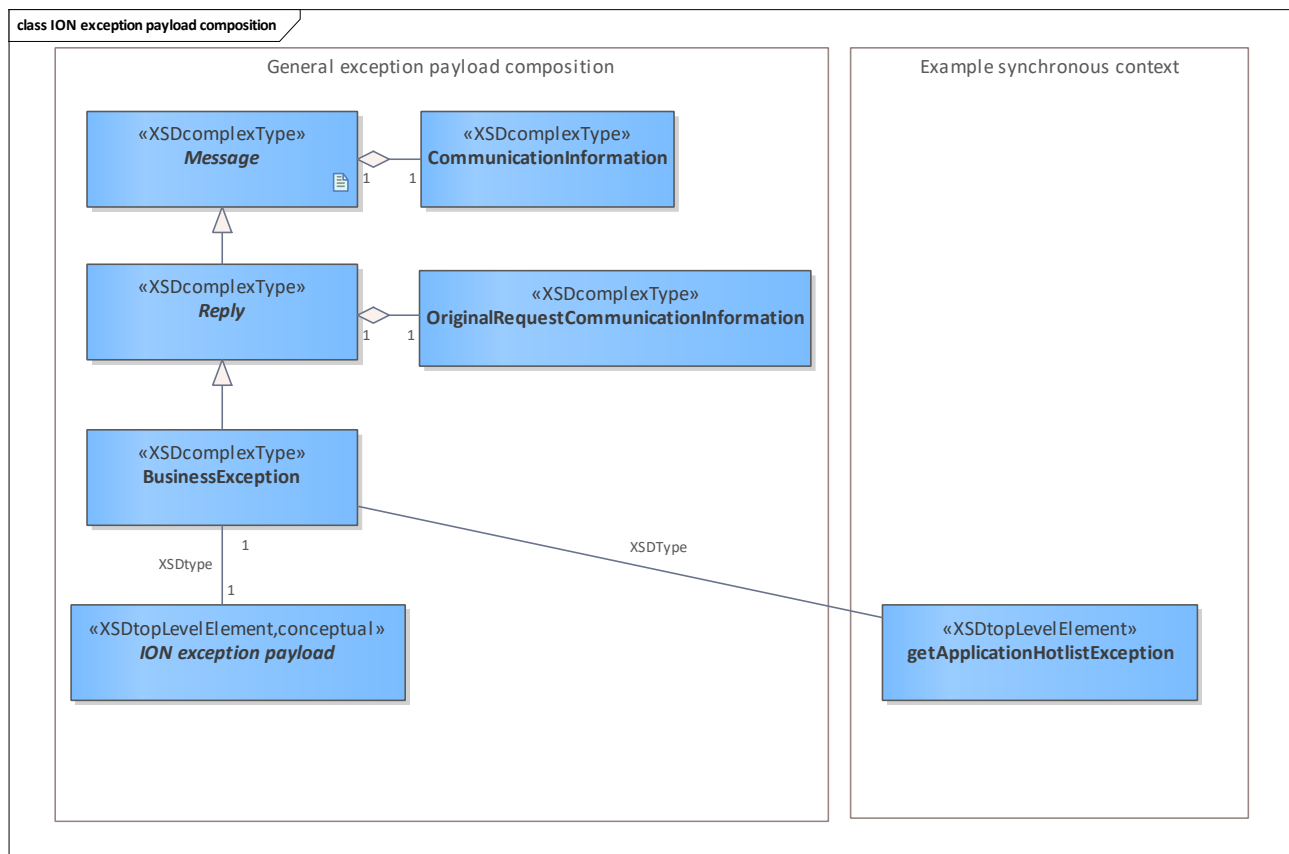 class ION exception payload composition
General exception payload composition
Example synchronous context
«XSDcomplexType»
Message
«XSDcomplexType»
CommunicationInformation
1
1
«XSDcomplexType»
Reply
«XSDcomplexType»
OriginalRequestCommunicationInformation
1
1
«XSDcomplexType»
BusinessException
1
XSDtype
1
XSDType
«XSDtopLevelElement,conceptual»
ION exception payload
«XSDtopLevelElement»
getApplicationHotlistException